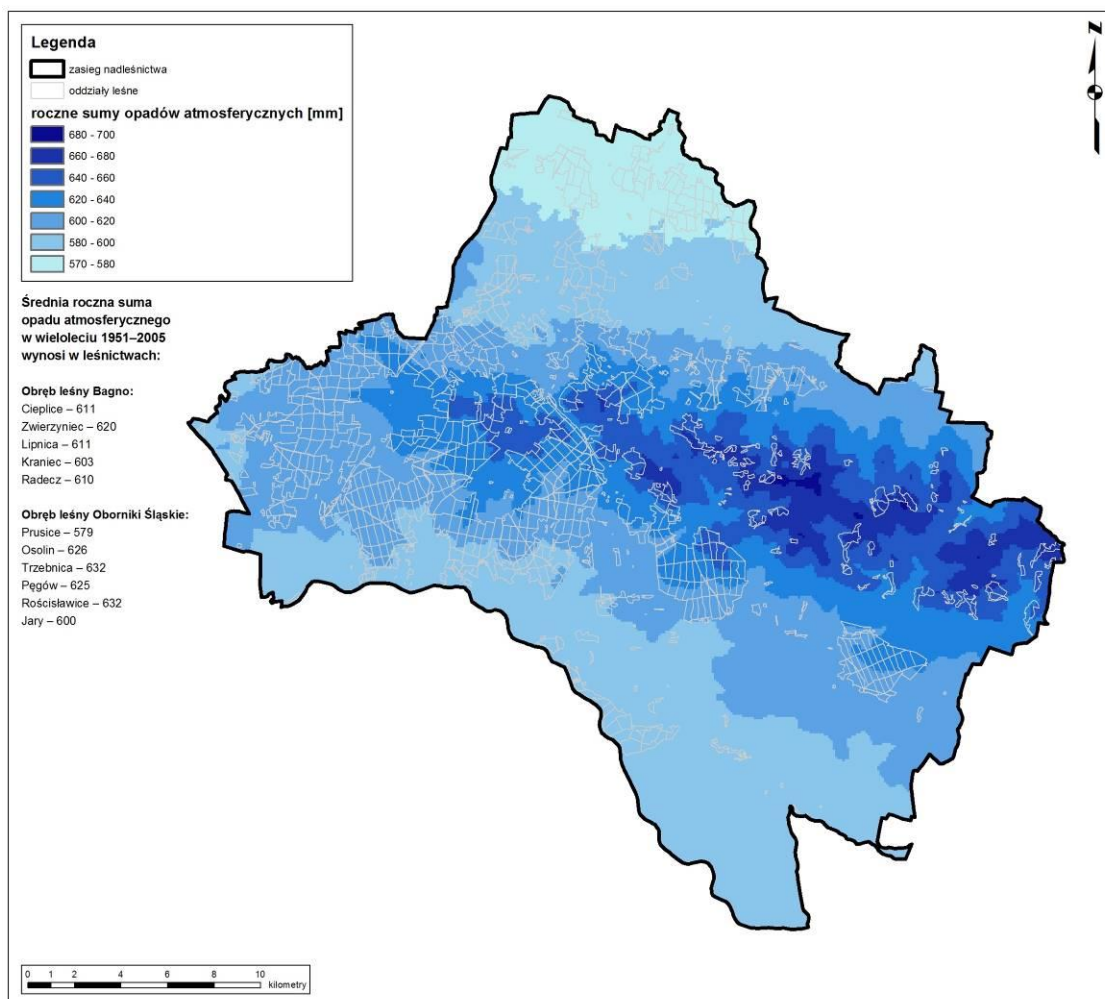 Legenda
zasieg nadleśnictwa
oddziały leśne
roczne sumy opadów atmosferycznych [mm]
680 - 700
660 - 680
640 - 660
620 - 640
600 - 620
580 - 600
570 - 580
Średnia roczna suma
opadu atmosferycznego
w wieloleciu 1951–2005
wynosi w leśnictwach:
Obręb leśny Bagno:
Cieplice – 611
Zwierzyniec – 620
Lipnica – 611
Kraniec – 603
Radecz – 610
Obręb leśny Oborniki Śląskie:
Prusice – 579
Osolin – 626
Trzebnica – 632
Pęgów – 625
Rościsławice – 632
Jary – 600
N
0 1 2 4 6 8 10
kilometry